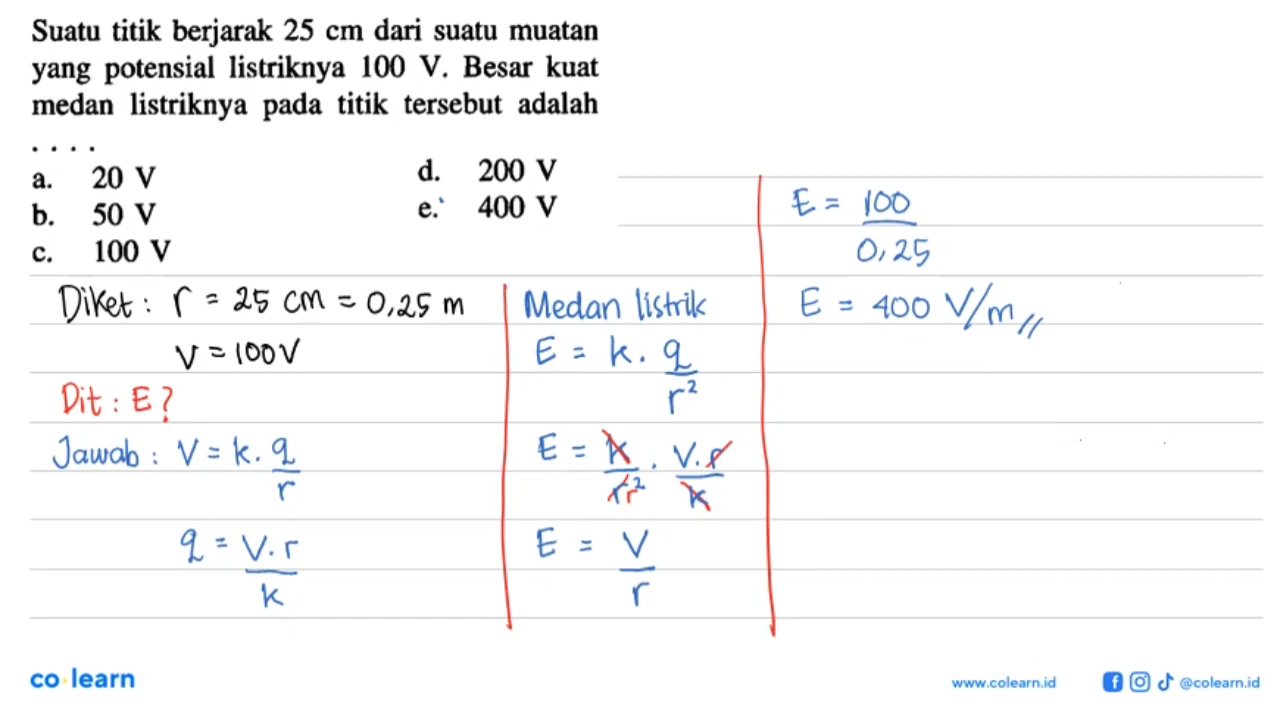 Suatu titik berjarak 25 cm dari suatu muatan
yang potensial listriknya 100 V. Besar kuat
medan listriknya pada titik tersebut adalah
. . . .
a. 20 V
b. 50 V
c. 100 V
d. 200 V
e. 400 V
Diket : r = 25 cm = 0,25 m
V = 100V
Dit : E?
Jawab : V = k . q
r
q = V. r
k
Medan listrik
E = k . q
r²
E = k . V. r
r r² k
E = V
r
E = 100
0,25
E = 400 V/m //
co learn
www.colearn.id
@colearn.id